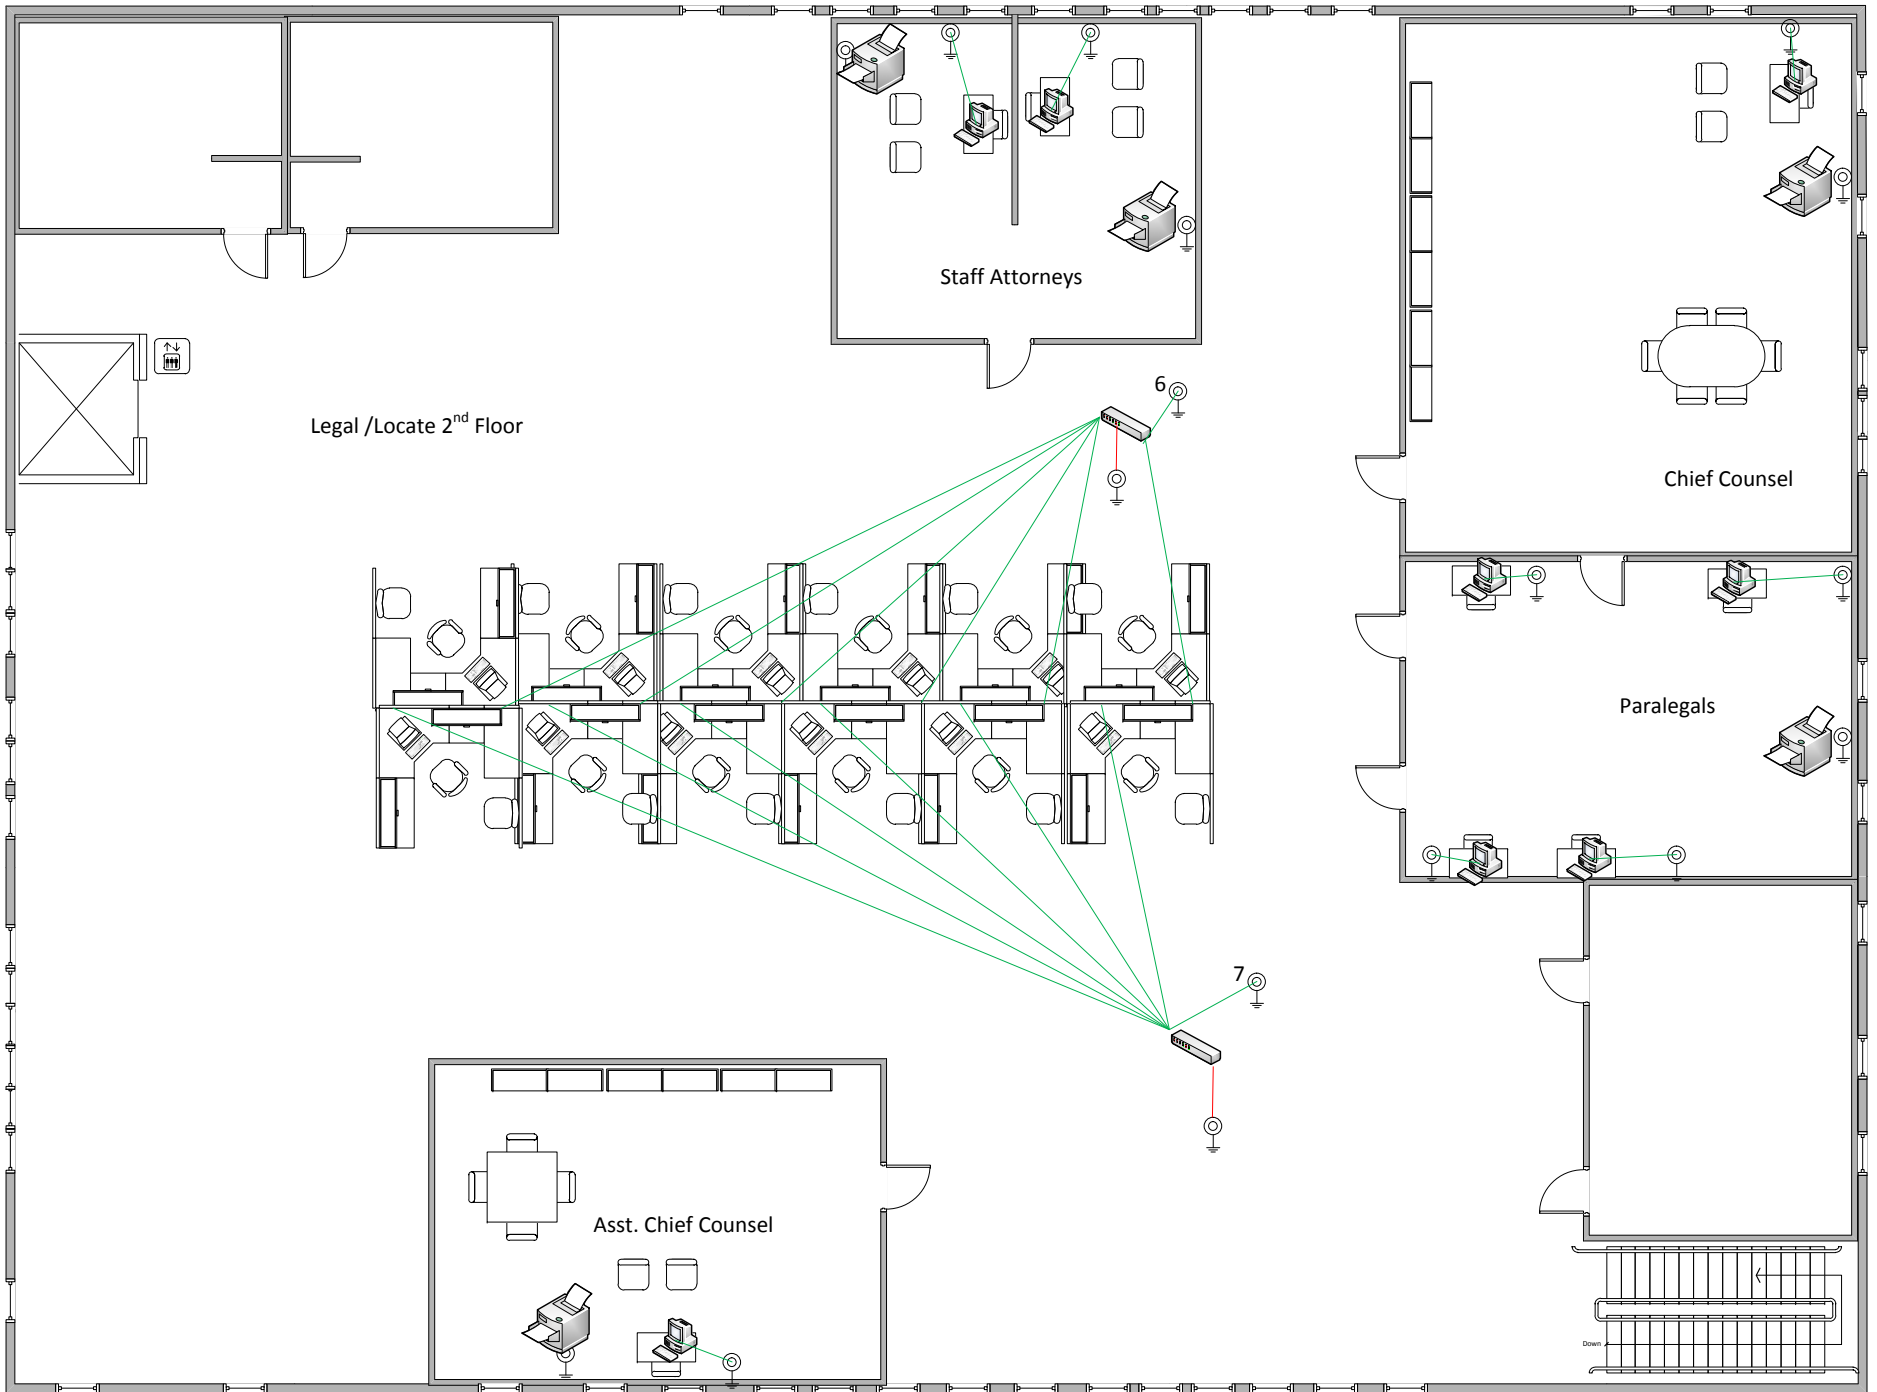 Staff Attorneys
6
Legal /Locate 2nd Floor
Chief Counsel
Paralegals
7
Asst. Chief Counsel
Down